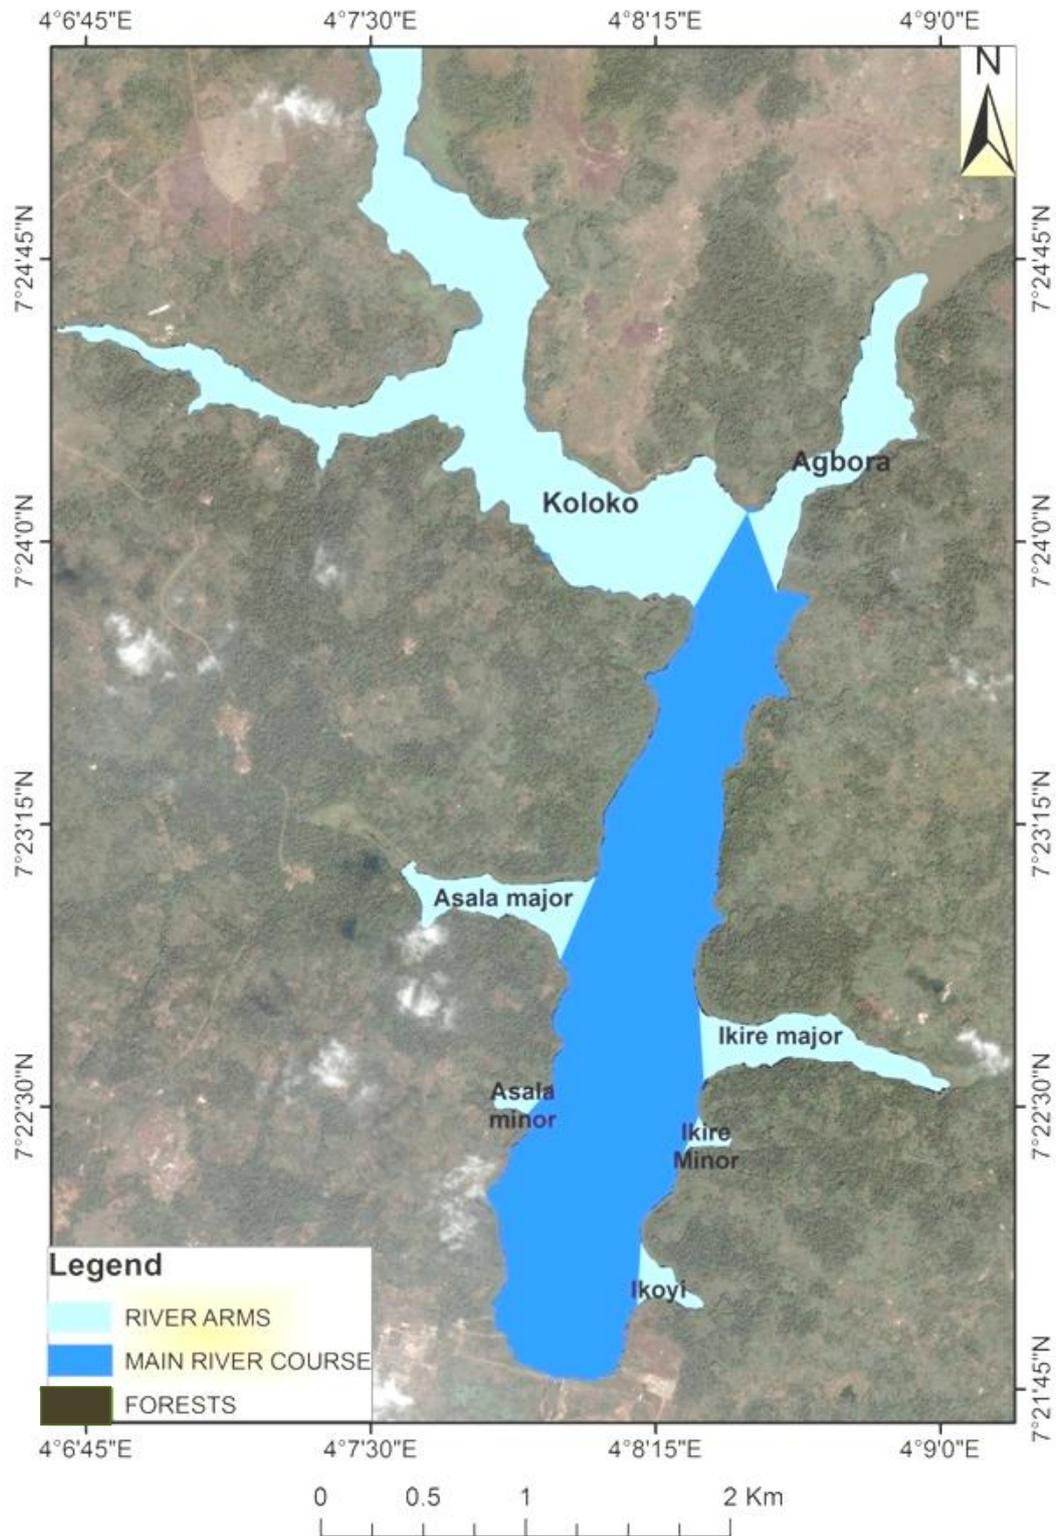 4°6'45"E 4°7'30"E 4°8'15"E 4°9'0"E
N
7°24'45"N
7°24'45"N
Agbora
Koloko
7°24'0"N
7°24'0"N
7°23'15"N
7°23'15"N
Asala major
Ikire major
Asala
minor
7°22'30"N
7°22'30"N
Ikire
Minor
Ikoyi
Legend
RIVER ARMS
MAIN RIVER COURSE
FORESTS
7°21'45"N
4°6'45"E 4°7'30"E 4°8'15"E 4°9'0"E
0 0.5 1 2 Km